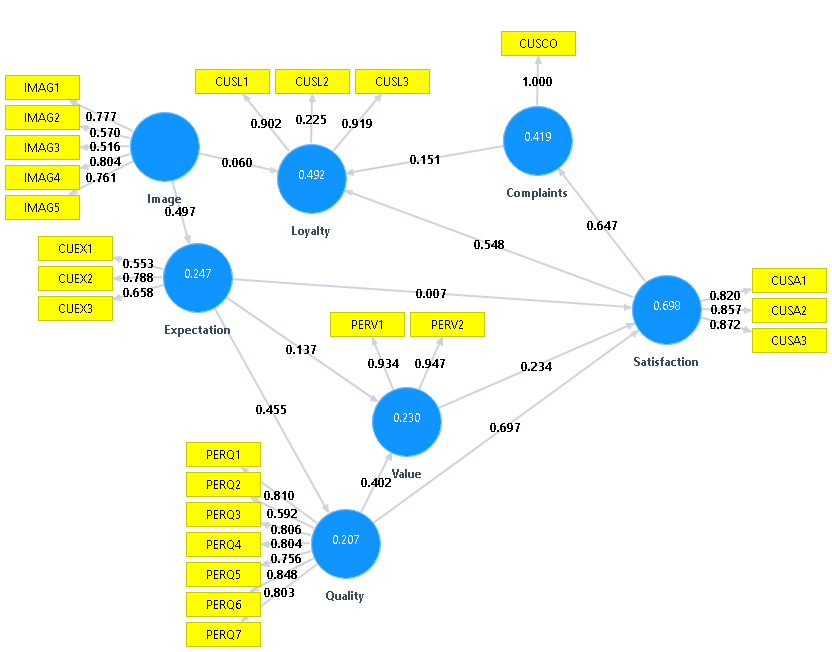 CUSCO
1.000
0.419
Complaints
CUSL1 CUSL2 CUSL3
0.902 0.225 0.919
0.492
Loyalty
IMAG1
IMAG2
IMAG3
IMAG4
IMAG5
0.777
0.570
0.516
0.804
0.761
Image
0.060
0.151
0.497
0.548
0.647
CUEX1
CUEX2
CUEX3
0.553
0.788
0.658
0.247
Expectation
0.007
0.698
Satisfaction
0.820
0.857
0.872
CUSA1
CUSA2
CUSA3
PERV1 PERV2
0.934 0.947
0.137
0.234
0.230
Value
0.455
0.402
0.697
PERQ1
PERQ2
PERQ3
PERQ4
PERQ5
PERQ6
PERQ7
0.810
0.592
0.806
0.804
0.756
0.848
0.803
0.207
Quality